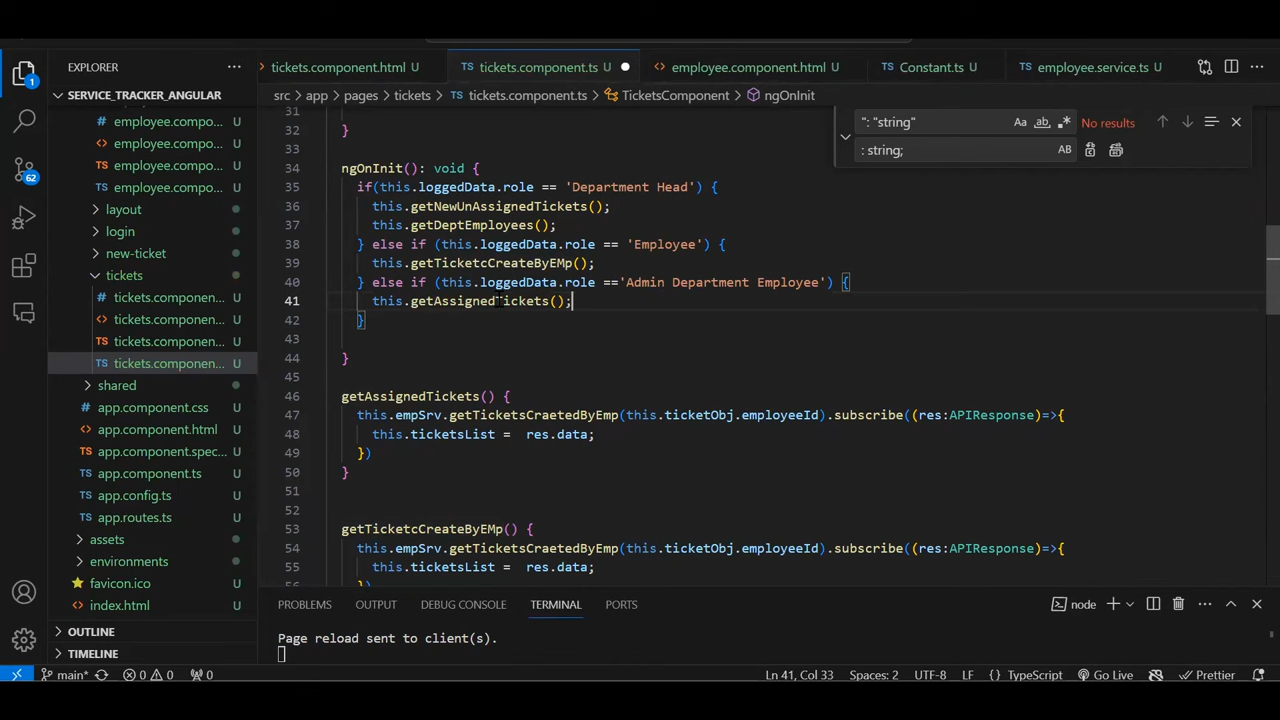 EXPLORER
SERVICE_TRACKER_ANGULAR
employee.compo... U
employee.compo... U
employee.compo... U
employee.compo... U
layout
login
new-ticket
tickets
tickets.componen... U
tickets.componen... U
tickets.componen... U
shared
app.component.css U
app.component.html U
app.component.spec... U
app.component.ts U
app.config.ts U
app.routes.ts U
assets
environments
favicon.ico U
index.html U
OUTLINE
TIMELINE
1
62
tickets.component.html U
tickets.component.ts U
employee.component.html U
Constant.ts U
employee.service.ts U
src > app > pages > tickets > tickets.component.ts > TicketsComponent > ngOnInit
": "string"
Aa ab .* No results
: string;
AB
31
32 }
33
34 ngOnInit(): void {
35 if(this.loggedData.role == 'Department Head') {
36 this.getNewUnAssignedTickets();
37 this.getDeptEmployees();
38 } else if (this.loggedData.role == 'Employee') {
39 this.getTicketcCreateByEMp();
40 } else if (this.loggedData.role =='Admin Department Employee') {
41 this.getAssignedTickets();
42 }
43
44 }
45
46 getAssignedTickets() {
47 this.empSrv.getTicketsCraetedByEmp(this.ticketObj.employeeId).subscribe((res:APIResponse)=>{
48 this.ticketsList = res.data;
49 })
50 }
51
52
53 getTicketcCreateByEMp() {
54 this.empSrv.getTicketsCraetedByEmp(this.ticketObj.employeeId).subscribe((res:APIResponse)=>{
55 this.ticketsList = res.data;
56 })
PROBLEMS OUTPUT DEBUG CONSOLE TERMINAL PORTS
node
Page reload sent to client(s).
main* 0 0 0 Ln 41, Col 33 Spaces: 2 UTF-8 LF {} TypeScript Go Live Prettier